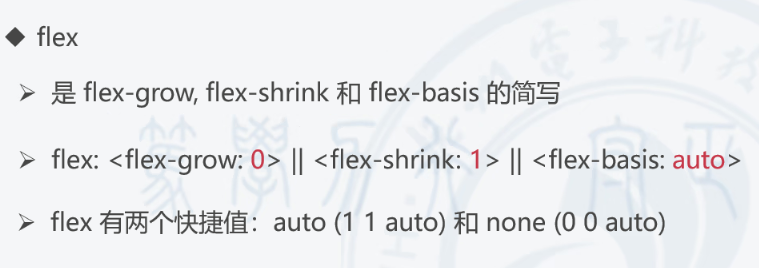 ◆ flex
➢ 是 flex-grow, flex-shrink 和 flex-basis 的简写
➢ flex: <flex-grow: 0> || <flex-shrink: 1> || <flex-basis: auto>
➢ flex 有两个快捷值：auto (1 1 auto) 和 none (0 0 auto)